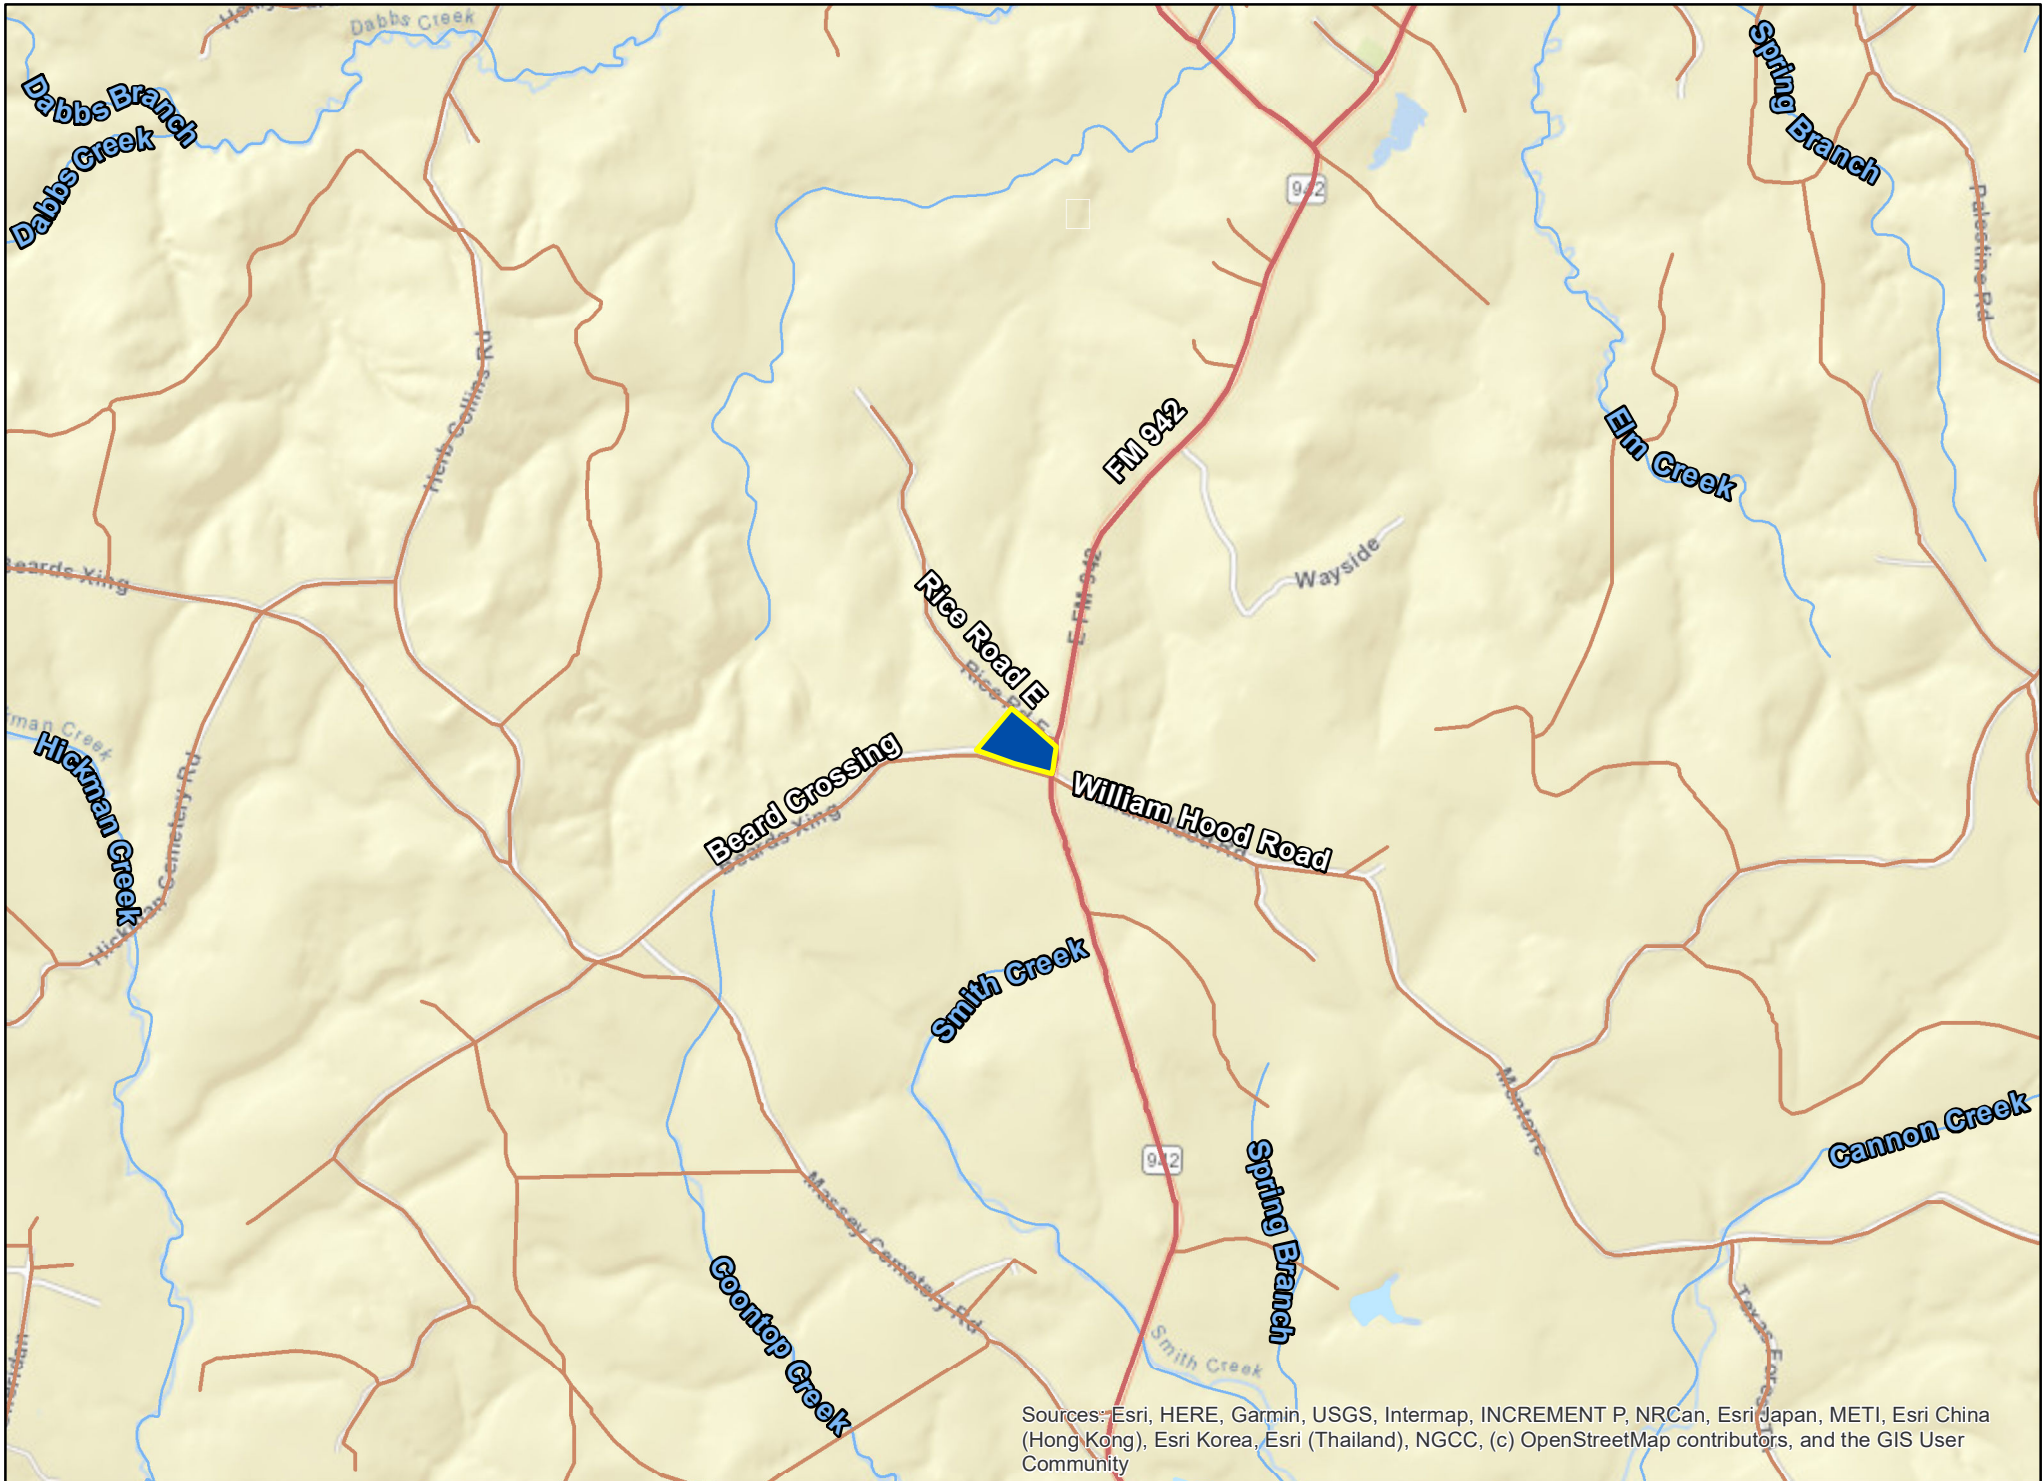 Dabbs Creek
Dabbs Branch
Dabbs Creek
Spring Branch
Palestine Rd
942
Herb Collins Rd
FM 942
Elm Creek
E FM 942
Wayside
Beards Xing
Rice Road E
Rice Rd E
Hickman Creek
Hickman Cemetery Rd
Beard Crossing
Beards Xing
William Hood Road
Smith Creek
Mentone
Cannon Creek
942
Spring Branch
Massey Cemetery Rd
Coontop Creek
Smith Creek
Sources: Esri, HERE, Garmin, USGS, Intermap, INCREMENT P, NRCan, Esri Japan, METI, Esri China
(Hong Kong), Esri Korea, Esri (Thailand), NGCC, (c) OpenStreetMap contributors, and the GIS User
Community